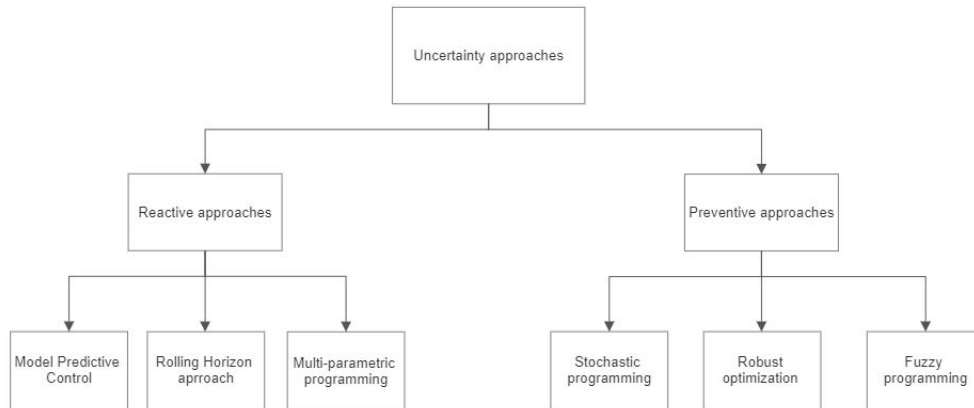 Uncertainty approaches
Reactive approaches
Preventive approaches
Model Predictive
Control
Rolling Horizon
aproach
Multi-parametric
programming
Stochastic
programming
Robust
optimization
Fuzzy
programming